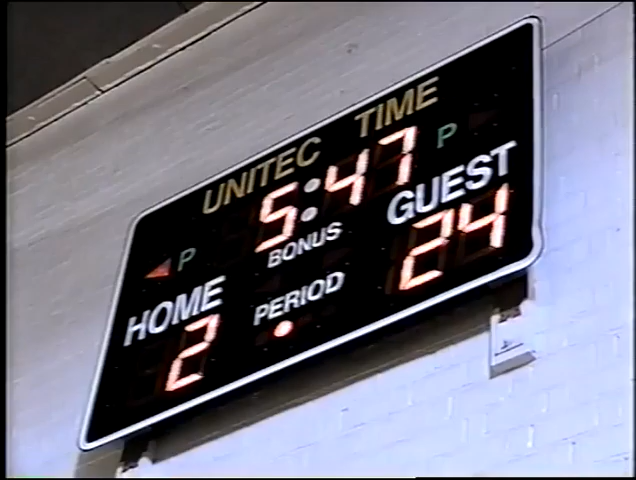 UNITEC TIME
5:47
P P
BONUS
HOME GUEST
2 24
PERIOD